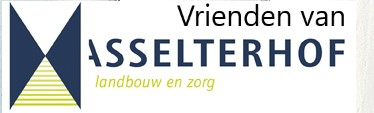 Vrienden van
ASSELTERHOF
landbouw en zorg